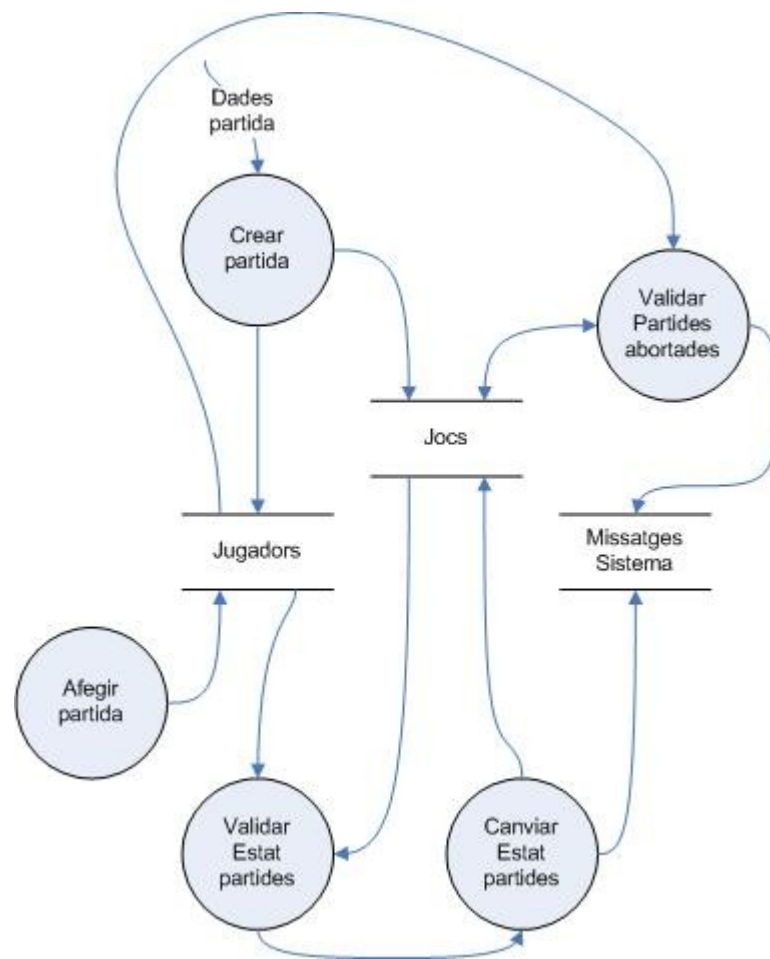 Dades
partida
Crear
partida
Validar
Partides
abortades
Jocs
Jugadors
Missatges
Sistema
Afegir
partida
Validar
Estat
partides
Canviar
Estat
partides